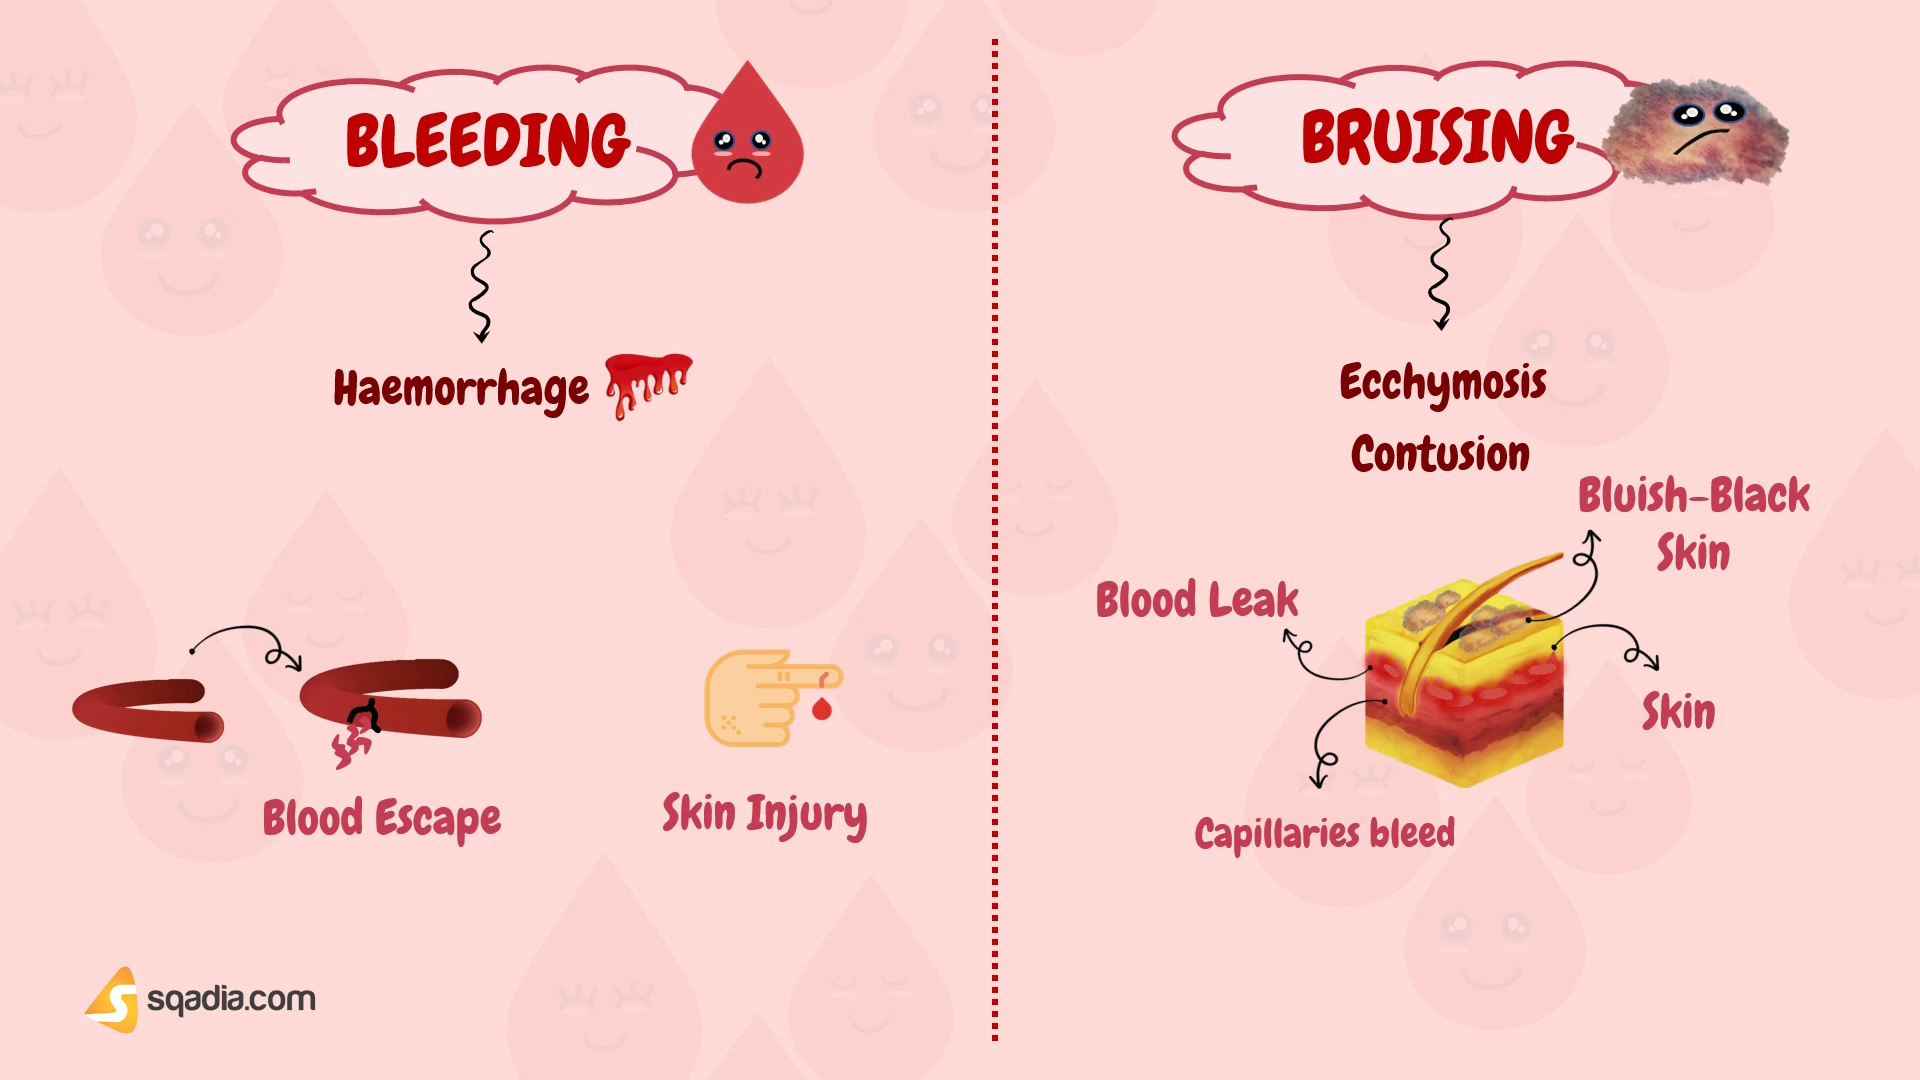 BLEEDING
Haemorrhage
Blood Escape
Skin Injury
sqadia.com
BRUISING
Ecchymosis
Contusion
Bluish-Black
Skin
Blood Leak
Skin
Capillaries bleed